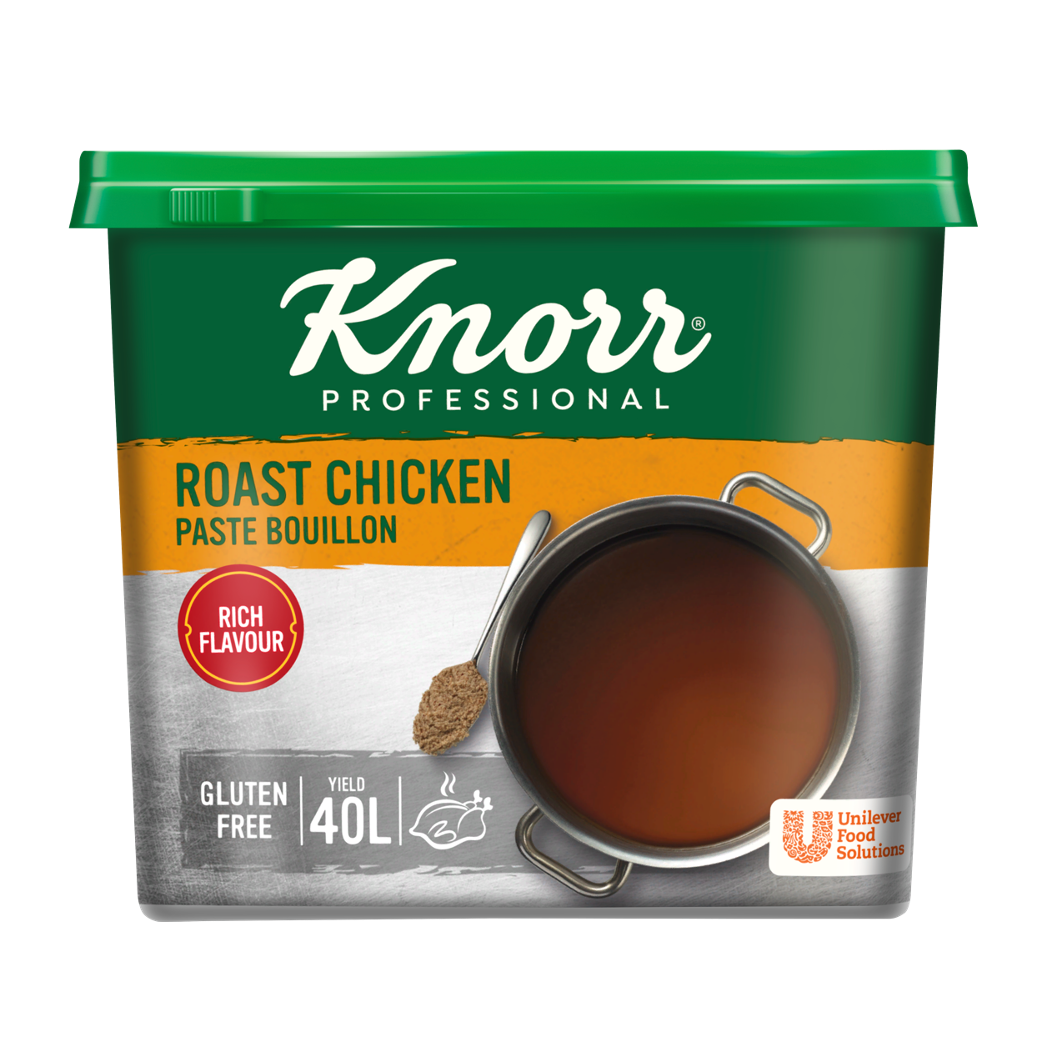 Knorr®
PROFESSIONAL
ROAST CHICKEN
PASTE BOUILLON
RICH
FLAVOUR
GLUTEN
FREE
YIELD
40L
Unilever
Food
Solutions